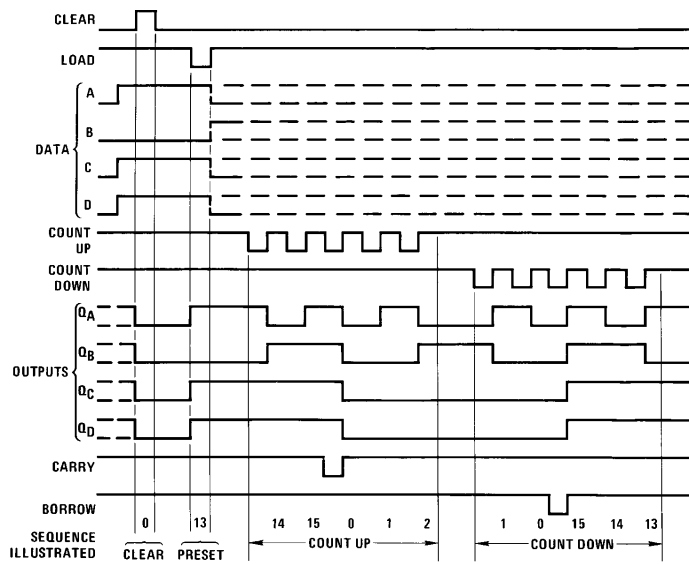 CLEAR
LOAD
A
B
DATA
C
D
COUNT
UP
COUNT
DOWN
QA
QB
OUTPUTS
QC
QD
CARRY
BORROW
0 13 14 15 0 1 2 1 0 15 14 13
SEQUENCE
ILLUSTRATED
CLEAR PRESET COUNT UP COUNT DOWN